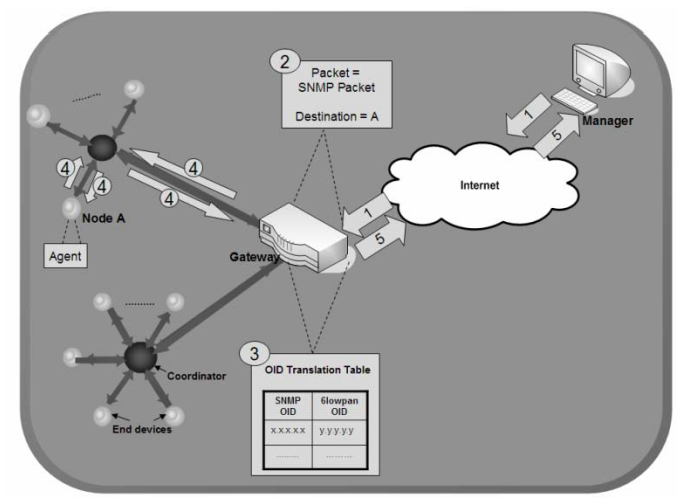 2
Packet =
SNMP Packet
Destination = A
1
5
Manager
4
4
4
4
Internet
Node A
1
5
Agent
Gateway
..........
3
OID Translation Table
Coordinator
SNMP OID
6lowpan OID
x.x.x.x.x
y.y.y.y.y
........
.........
End devices